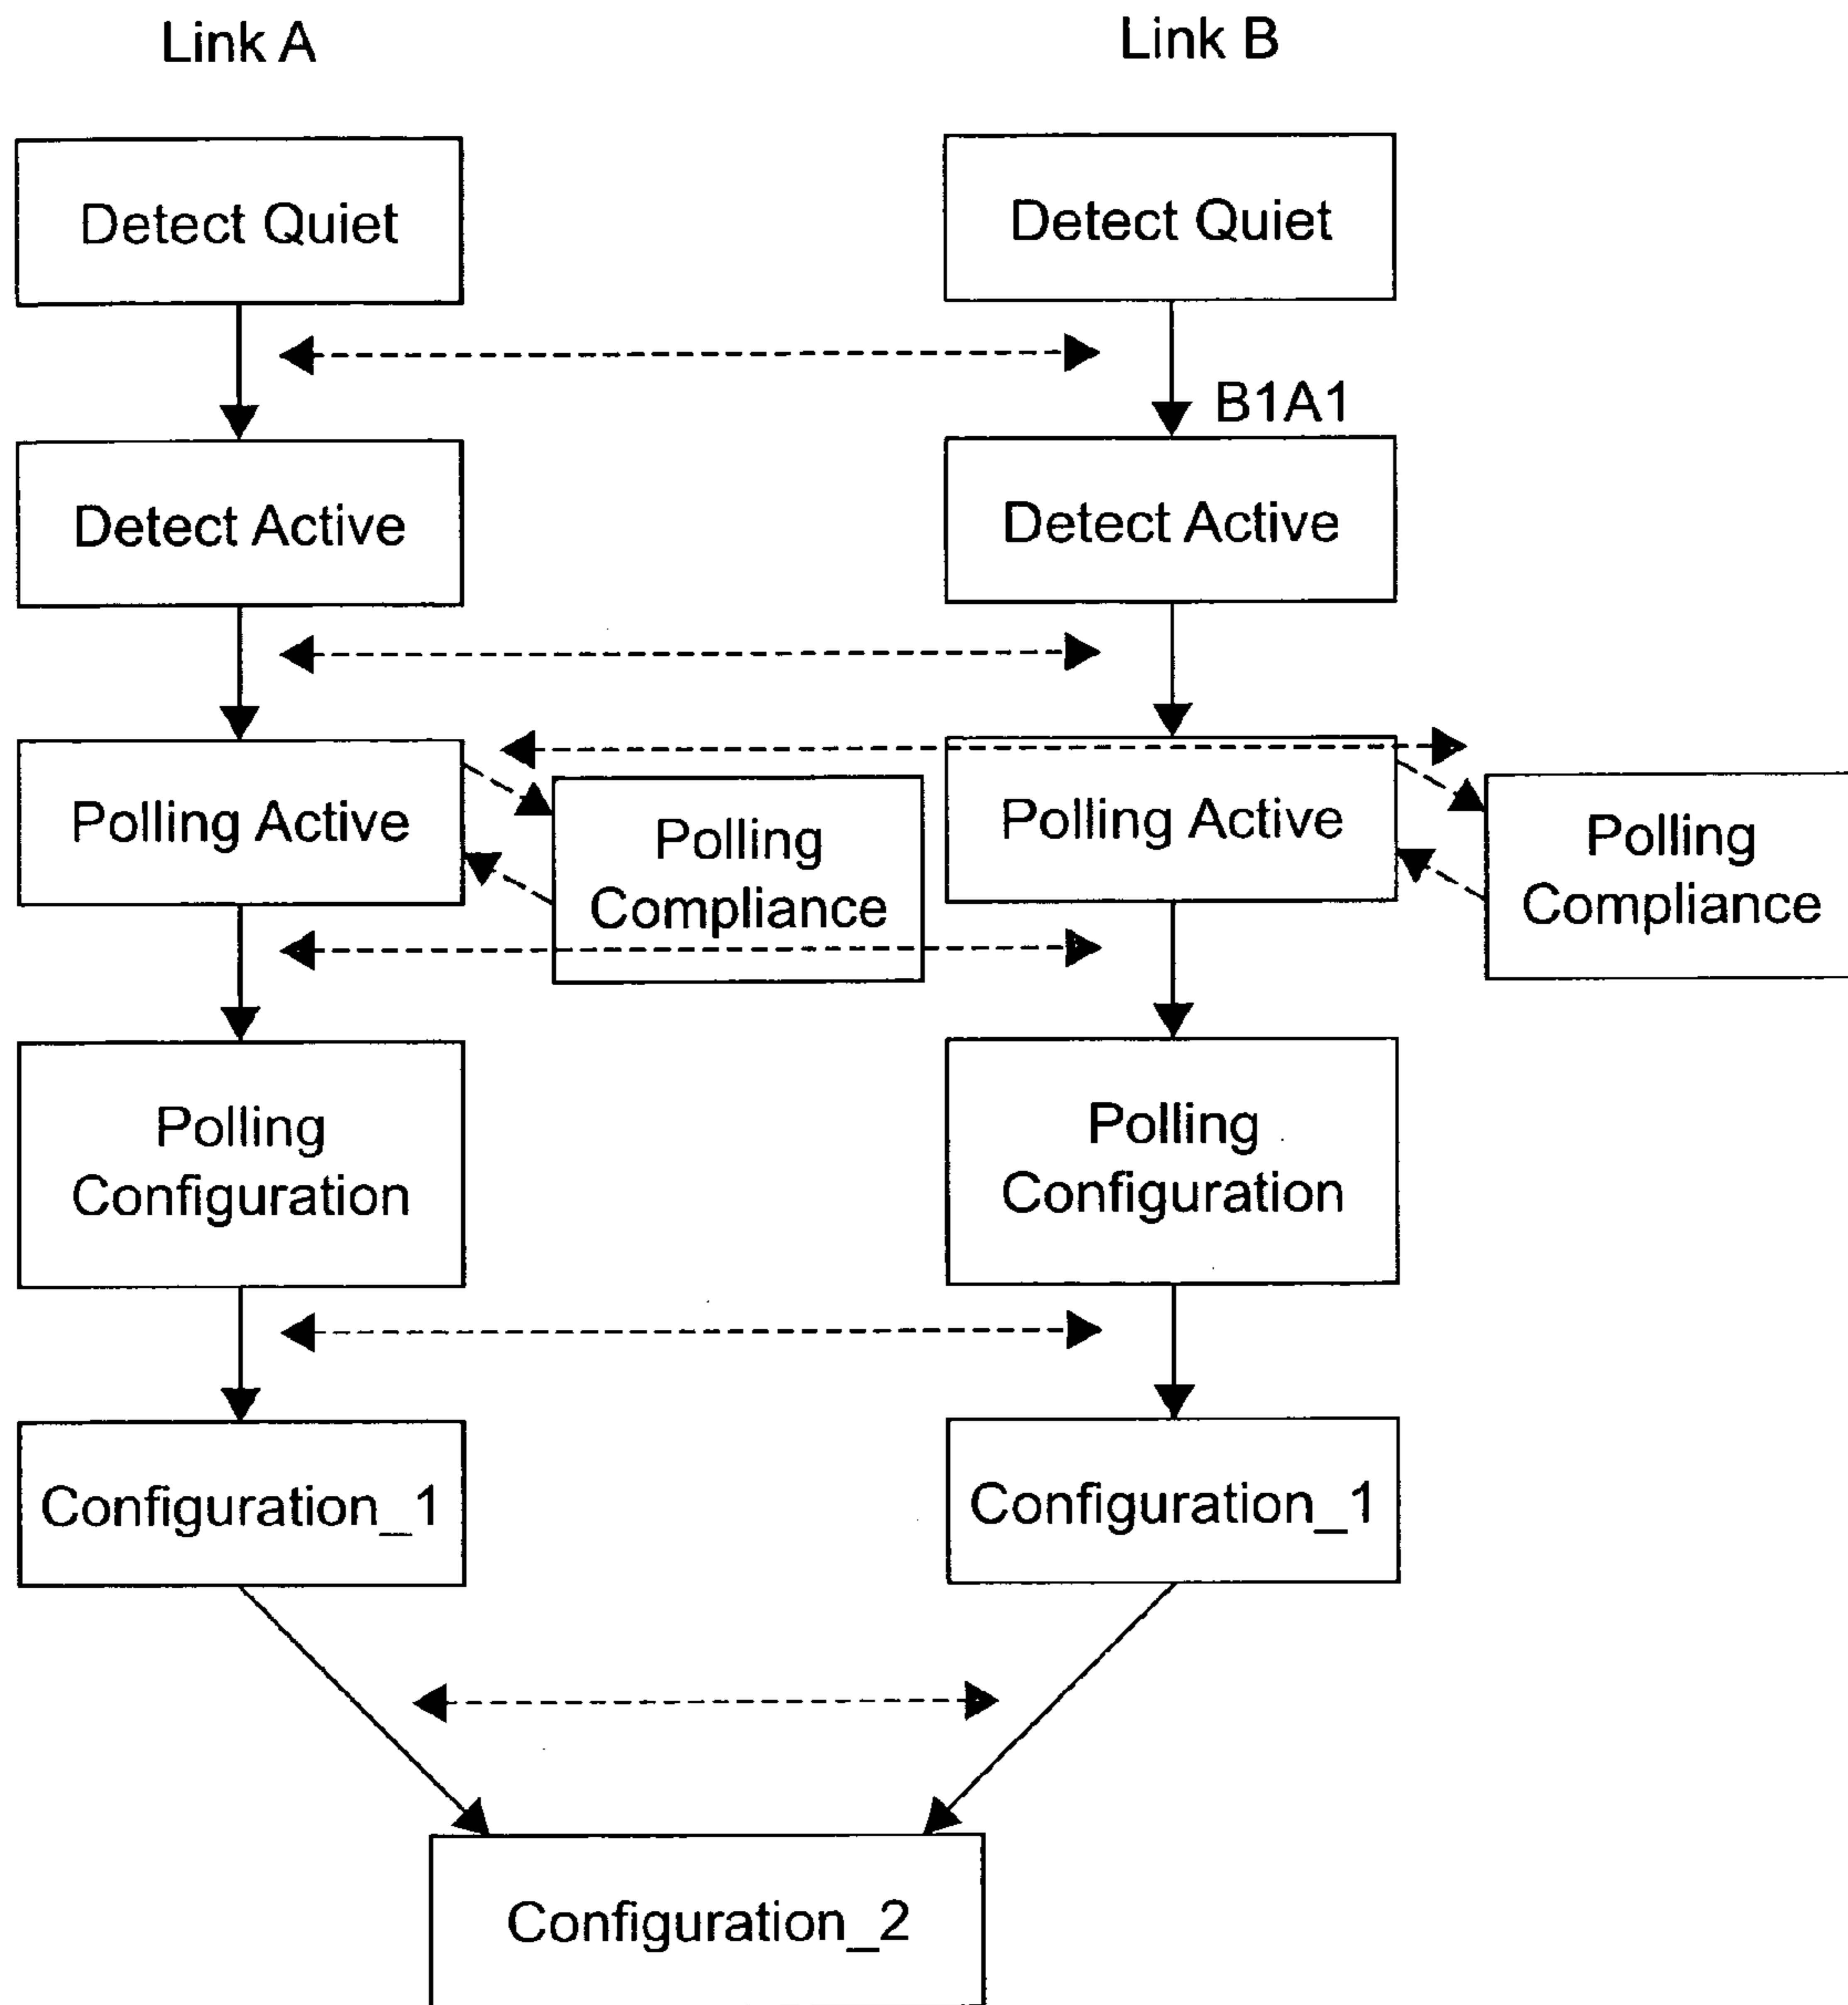 Link A
Link B
Detect Quiet
Detect Quiet
B1A1
Detect Active
Detect Active
Polling Active
Polling
Compliance
Polling Active
Polling
Compliance
Polling
Configuration
Polling
Configuration
Configuration_1
Configuration_1
Configuration_2